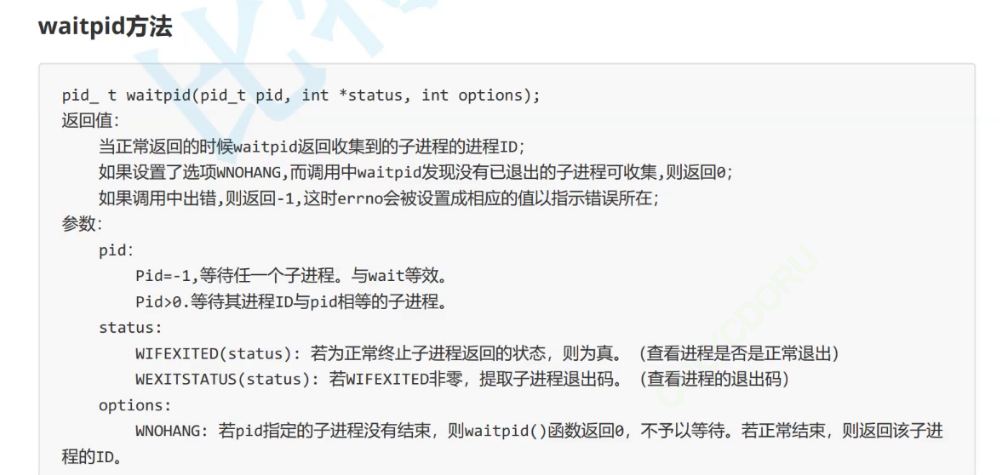 waitpid方法
pid_ t waitpid(pid_t pid, int *status, int options);
返回值：
当正常返回的时候waitpid返回收集到的子进程的进程ID；
如果设置了选项WNOHANG,而调用中waitpid发现没有已退出的子进程可收集,则返回0；
如果调用中出错,则返回-1,这时errno会被设置成相应的值以指示错误所在；
参数：
pid：
Pid=-1,等待任一个子进程。与wait等效。
Pid>0.等待其进程ID与pid相等的子进程。
status:
WIFEXITED(status): 若为正常终止子进程返回的状态，则为真。（查看进程是否是正常退出）
WEXITSTATUS(status): 若WIFEXITED非零，提取子进程退出码。（查看进程的退出码）
options:
WNOHANG: 若pid指定的子进程没有结束，则waitpid()函数返回0，不予以等待。若正常结束，则返回该子进
程的ID。